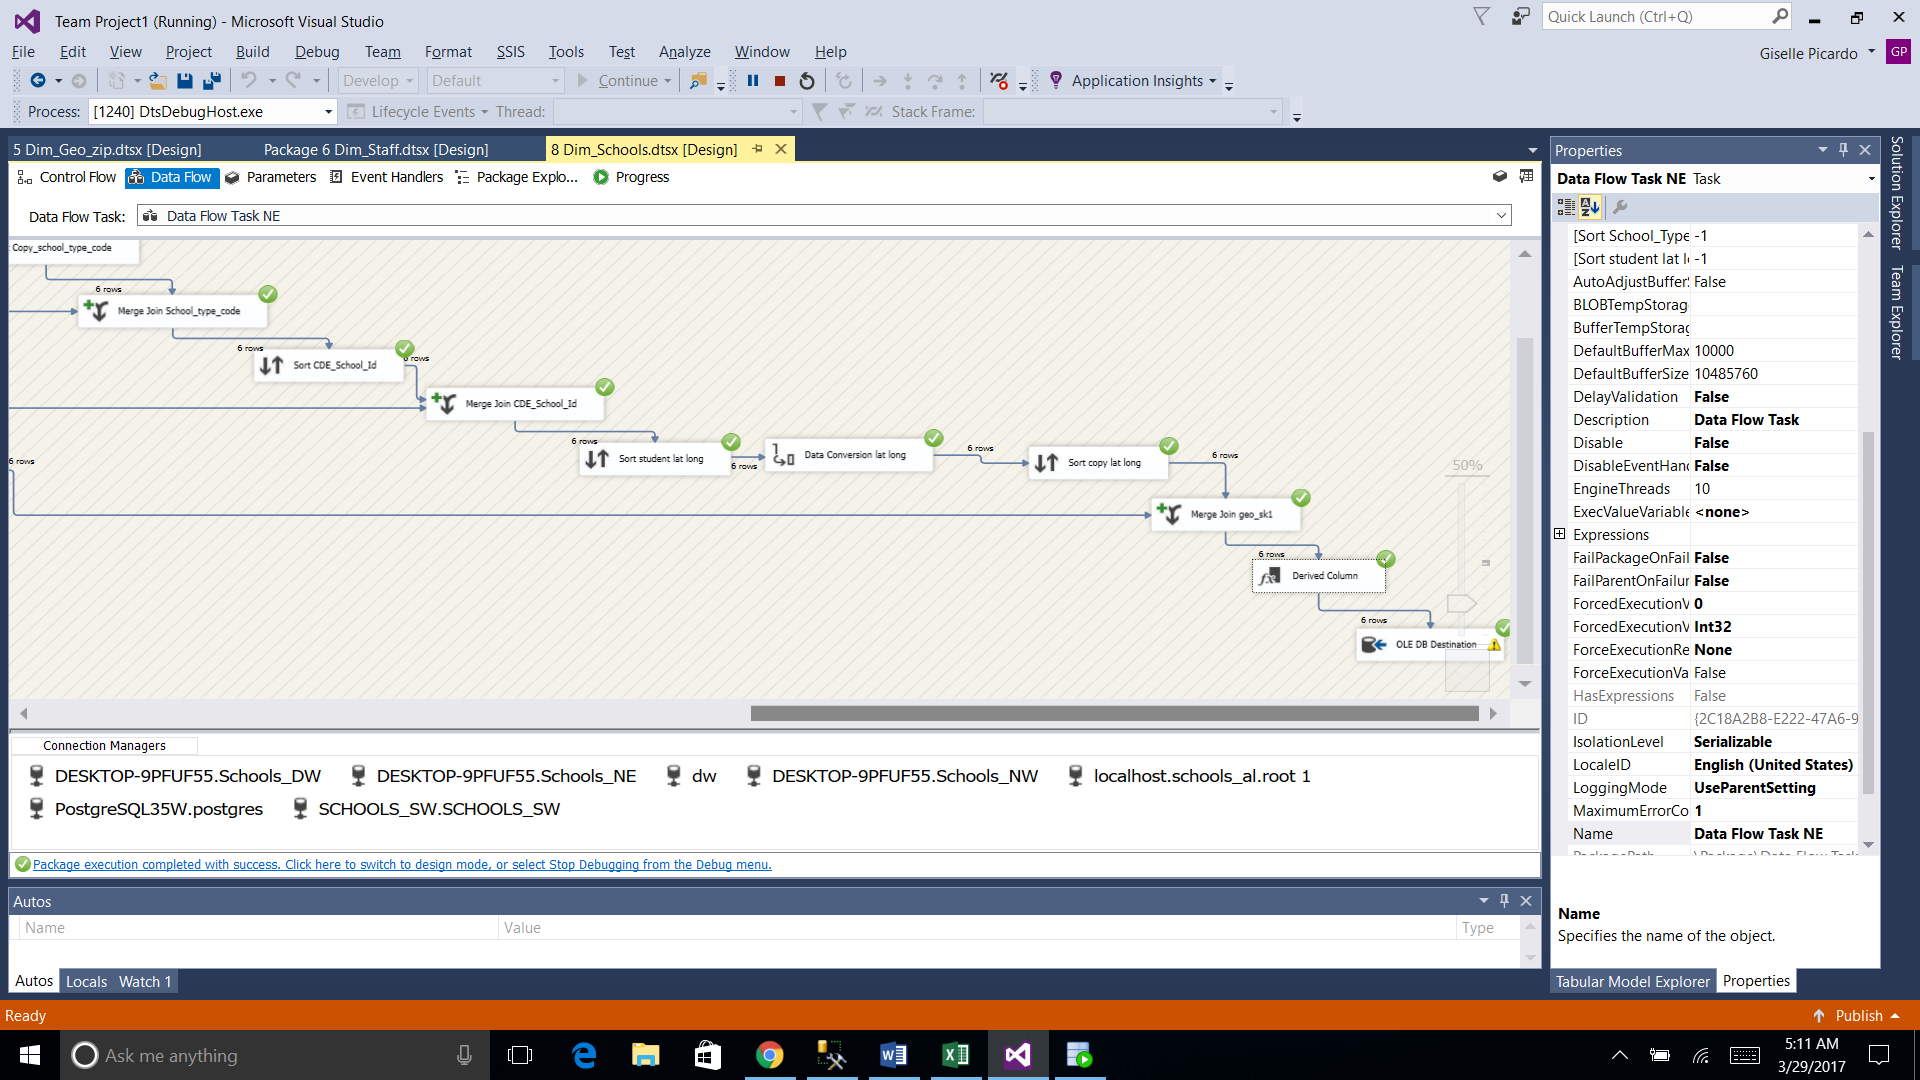 Team Project1 (Running) - Microsoft Visual Studio
Quick Launch (Ctrl+Q)
File Edit View Project Build Debug Team Format SSIS Tools Test Analyze Window Help
Giselle Picardo
GP
Develop
Default
Continue
Application Insights
Process: [1240] DtsDebugHost.exe
Lifecycle Events
Thread:
Stack Frame:
5 Dim_Geo_zip.dtsx [Design]
Package 6 Dim_Staff.dtsx [Design]
8 Dim_Schools.dtsx [Design]
Control Flow
Data Flow
Parameters
Event Handlers
Package Explo...
Progress
Data Flow Task: Data Flow Task NE
Copy_school_type_code
6 rows
Merge Join School_type_code
6 rows
Sort CDE_School_Id
6 rows
Merge Join CDE_School_Id
6 rows
Sort student lat long
6 rows
Data Conversion lat long
6 rows
Sort copy lat long
6 rows
6 rows
Merge Join geo_sk1
6 rows
Derived Column
6 rows
OLE DB Destination
50%
Connection Managers
DESKTOP-9PFUF55.Schools_DW
DESKTOP-9PFUF55.Schools_NE
dw
DESKTOP-9PFUF55.Schools_NW
localhost.schools_al.root 1
PostgreSQL35W.postgres
SCHOOLS_SW.SCHOOLS_SW
Package execution completed with success. Click here to switch to design mode, or select Stop Debugging from the Debug menu.
Autos
Name Value Type
Autos Locals Watch 1
Properties
Data Flow Task NE Task
[Sort School_Type -1
[Sort student lat l -1
AutoAdjustBufferS False
BLOBTempStorag
BufferTempStorag
DefaultBufferMax 10000
DefaultBufferSize 10485760
DelayValidation False
Description Data Flow Task
Disable False
DisableEventHand False
EngineThreads 10
ExecValueVariable <none>
Expressions
FailPackageOnFail False
FailParentOnFailur False
ForcedExecutionV 0
ForcedExecutionV Int32
ForceExecutionRe None
ForceExecutionVa False
HasExpressions False
ID {2C18A2B8-E222-47A6-9
IsolationLevel Serializable
LocaleID English (United States)
LoggingMode UseParentSetting
MaximumErrorCo 1
Name Data Flow Task NE
Name
Specifies the name of the object.
Tabular Model Explorer
Properties
Solution Explorer
Team Explorer
Ready
Publish
Ask me anything
5:11 AM
3/29/2017